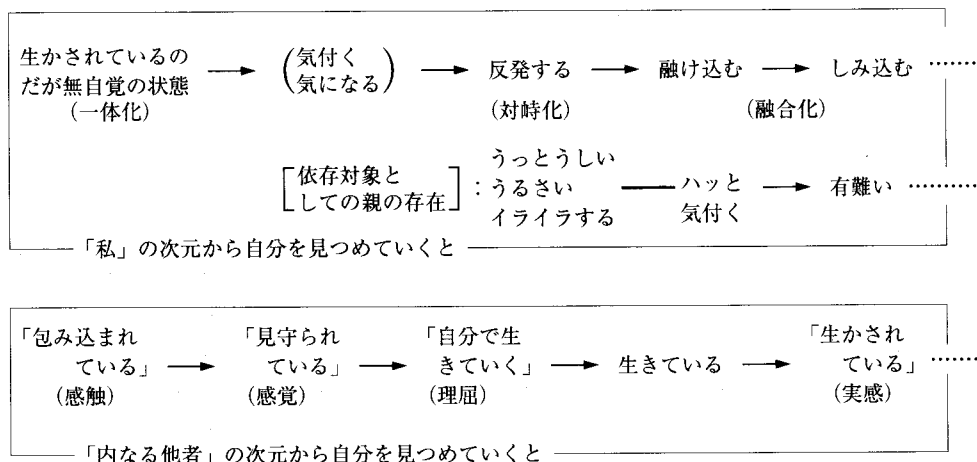 生かされているの
だが無自覚の状態
(一体化)
→
(気付く
気になる)
→
反発する
(対峙化)
→
融け込む
→
しみ込む
(融合化)
………
[依存対象と
しての親の存在]
:
うっとうしい
うるさい
イライラする
ハッと
気付く
→
有難い
………
「私」の次元から自分を見つめていくと
「包み込まれ
ている」
(感触)
→
「見守られ
ている」
(感覚)
→
「自分で生
きていく」
(理屈)
→
生きている
→
「生かされ
ている」
(実感)
………
「内なる他者」の次元から自分を見つめていくと